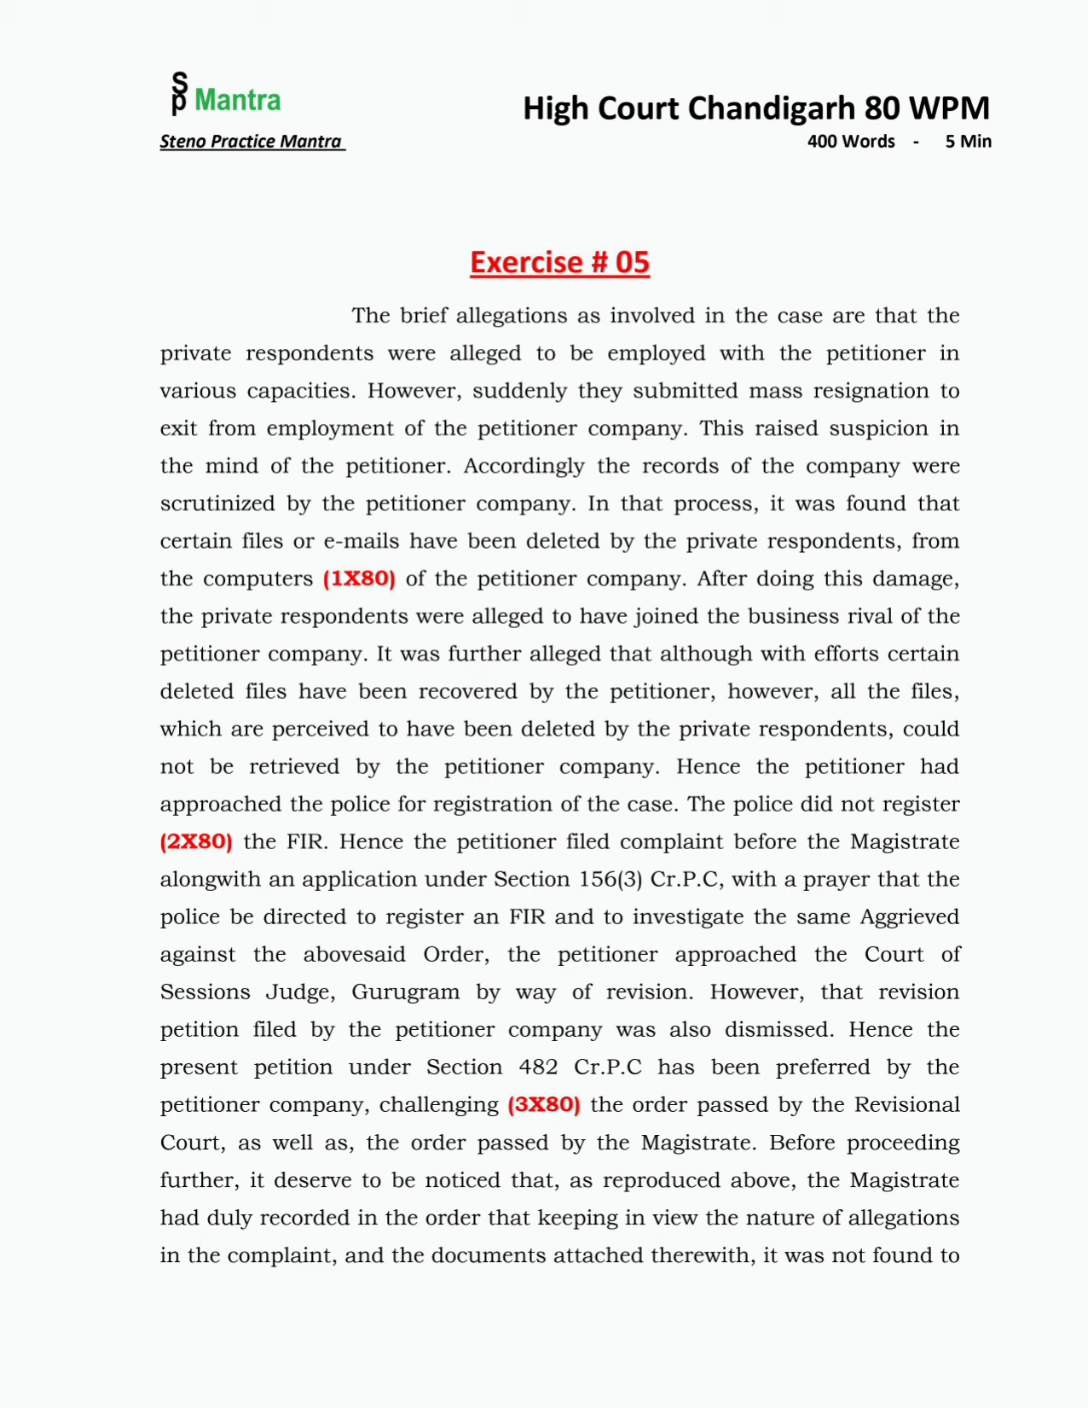 Sp Mantra
High Court Chandigarh 80 WPM
Steno Practice Mantra
400 Words - 5 Min
Exercise # 05
The brief allegations as involved in the case are that the
private respondents were alleged to be employed with the petitioner in
various capacities. However, suddenly they submitted mass resignation to
exit from employment of the petitioner company. This raised suspicion in
the mind of the petitioner. Accordingly the records of the company were
scrutinized by the petitioner company. In that process, it was found that
certain files or e-mails have been deleted by the private respondents, from
the computers (1X80) of the petitioner company. After doing this damage,
the private respondents were alleged to have joined the business rival of the
petitioner company. It was further alleged that although with efforts certain
deleted files have been recovered by the petitioner, however, all the files,
which are perceived to have been deleted by the private respondents, could
not be retrieved by the petitioner company. Hence the petitioner had
approached the police for registration of the case. The police did not register
(2X80) the FIR. Hence the petitioner filed complaint before the Magistrate
alongwith an application under Section 156(3) Cr.P.C, with a prayer that the
police be directed to register an FIR and to investigate the same Aggrieved
against the abovesaid Order, the petitioner approached the Court of
Sessions Judge, Gurugram by way of revision. However, that revision
petition filed by the petitioner company was also dismissed. Hence the
present petition under Section 482 Cr.P.C has been preferred by the
petitioner company, challenging (3X80) the order passed by the Revisional
Court, as well as, the order passed by the Magistrate. Before proceeding
further, it deserve to be noticed that, as reproduced above, the Magistrate
had duly recorded in the order that keeping in view the nature of allegations
in the complaint, and the documents attached therewith, it was not found to